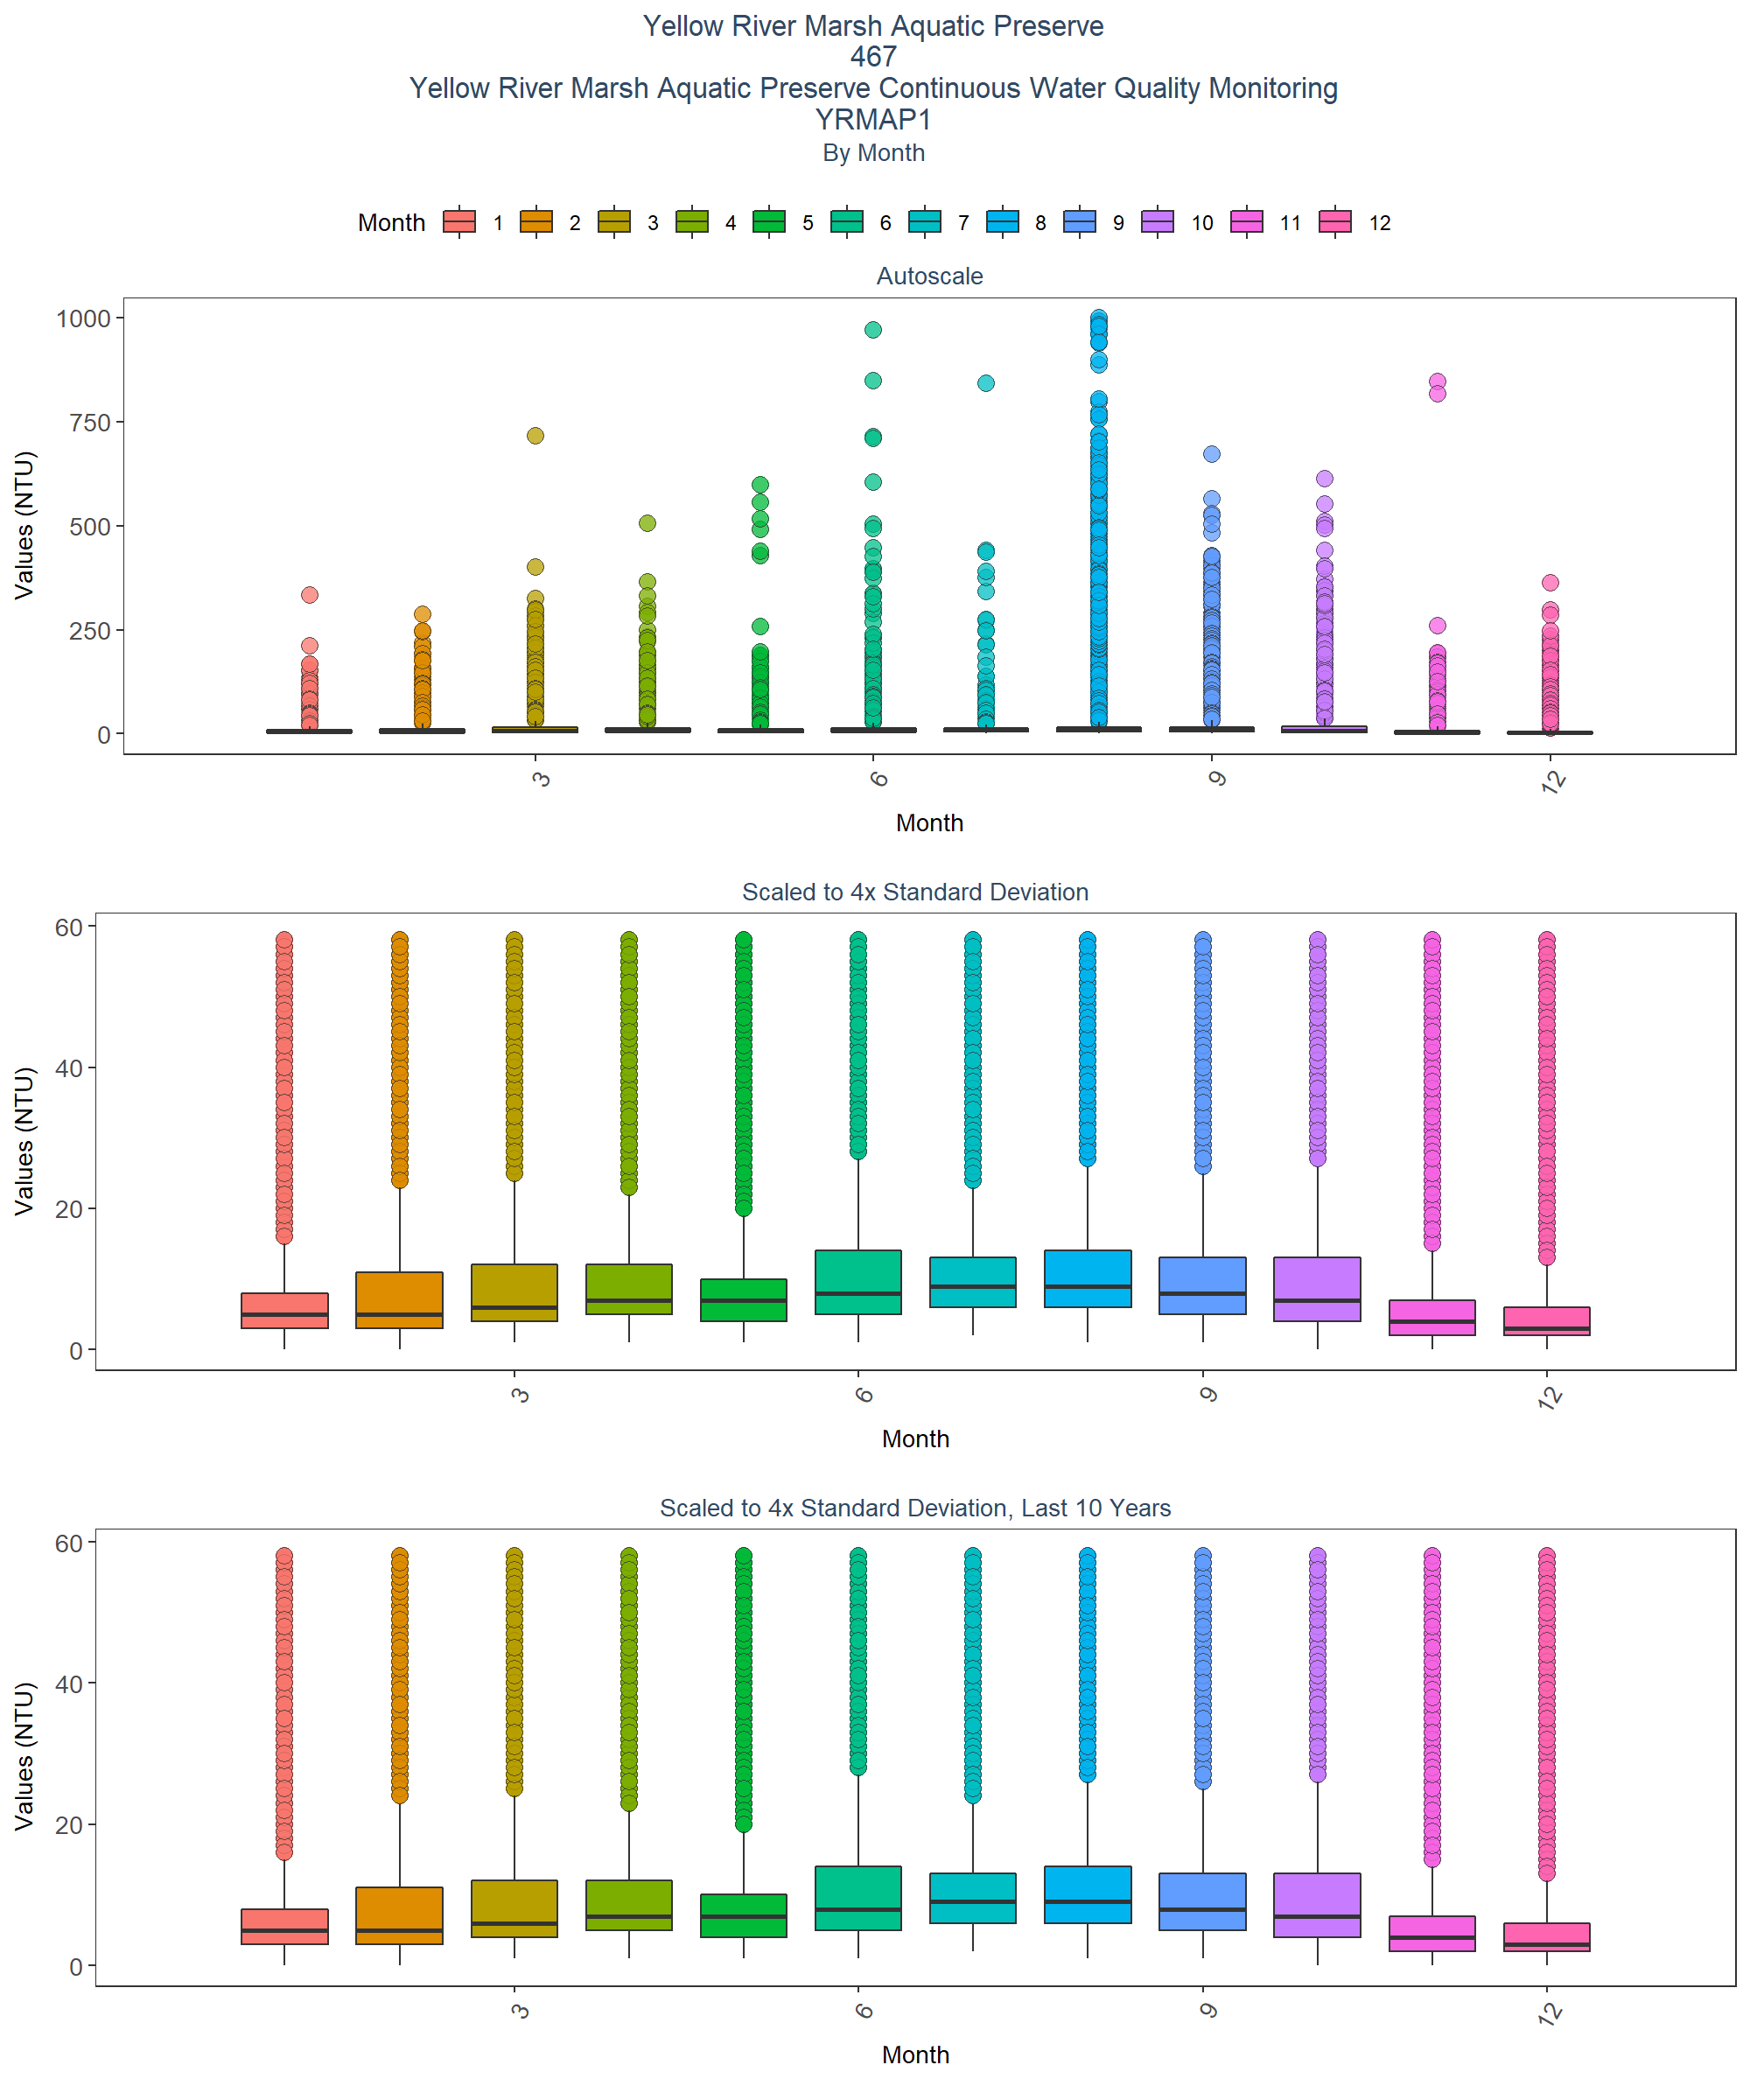 Yellow River Marsh Aquatic Preserve
467
Yellow River Marsh Aquatic Preserve Continuous Water Quality Monitoring
YRMAP1
By Month
Month 1 2 3 4 5 6 7 8 9 10 11 12
Autoscale
Values (NTU)
1000
750
500
250
0
3 6 9 12
Month
Scaled to 4x Standard Deviation
Values (NTU)
60
40
20
0
3 6 9 12
Month
Scaled to 4x Standard Deviation, Last 10 Years
Values (NTU)
60
40
20
0
3 6 9 12
Month